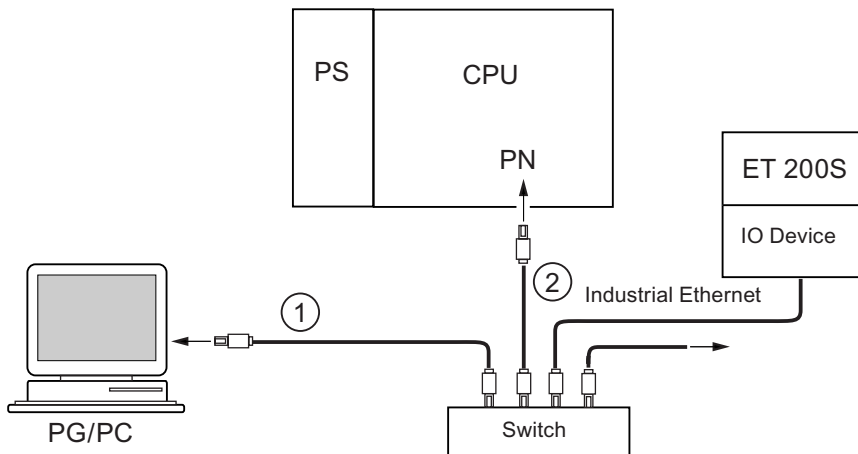 PS
CPU
PN
ET 200S
IO Device
1
2
Industrial Ethernet
PG/PC
Switch